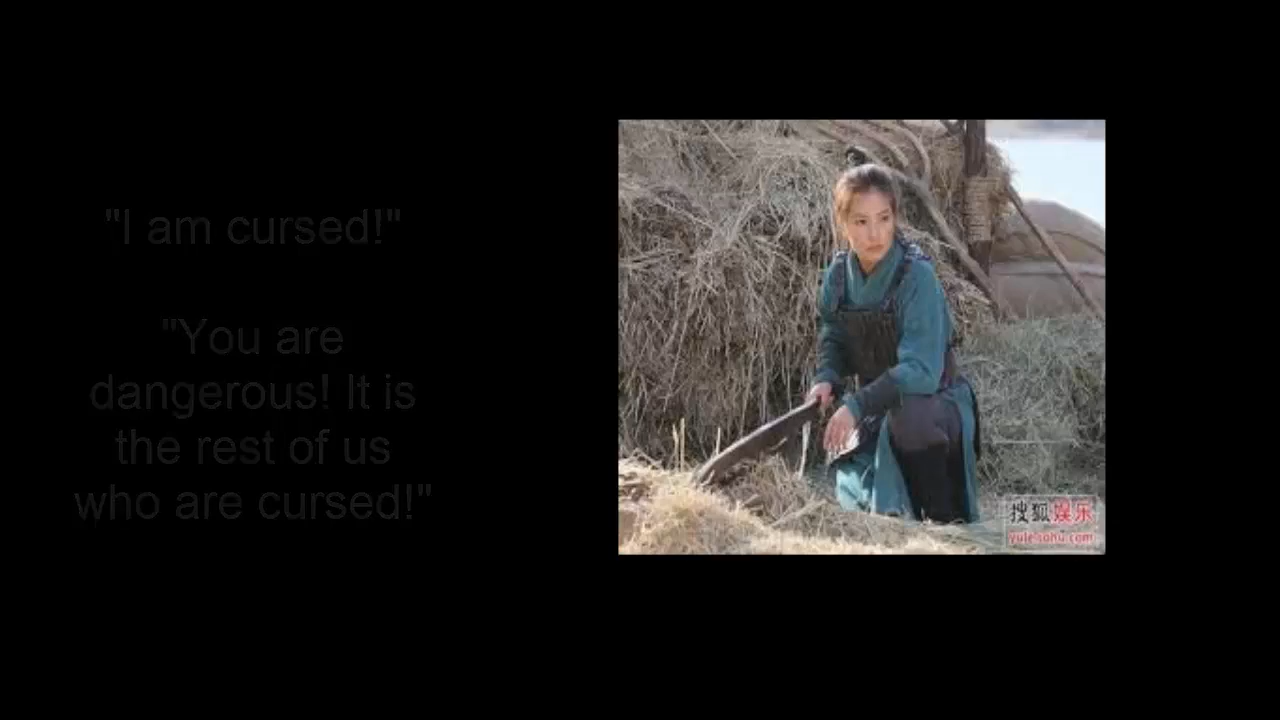 "I am cursed!"
"You are
dangerous! It is
the rest of us
who are cursed!"
搜狐娱乐
yule.sohu.com